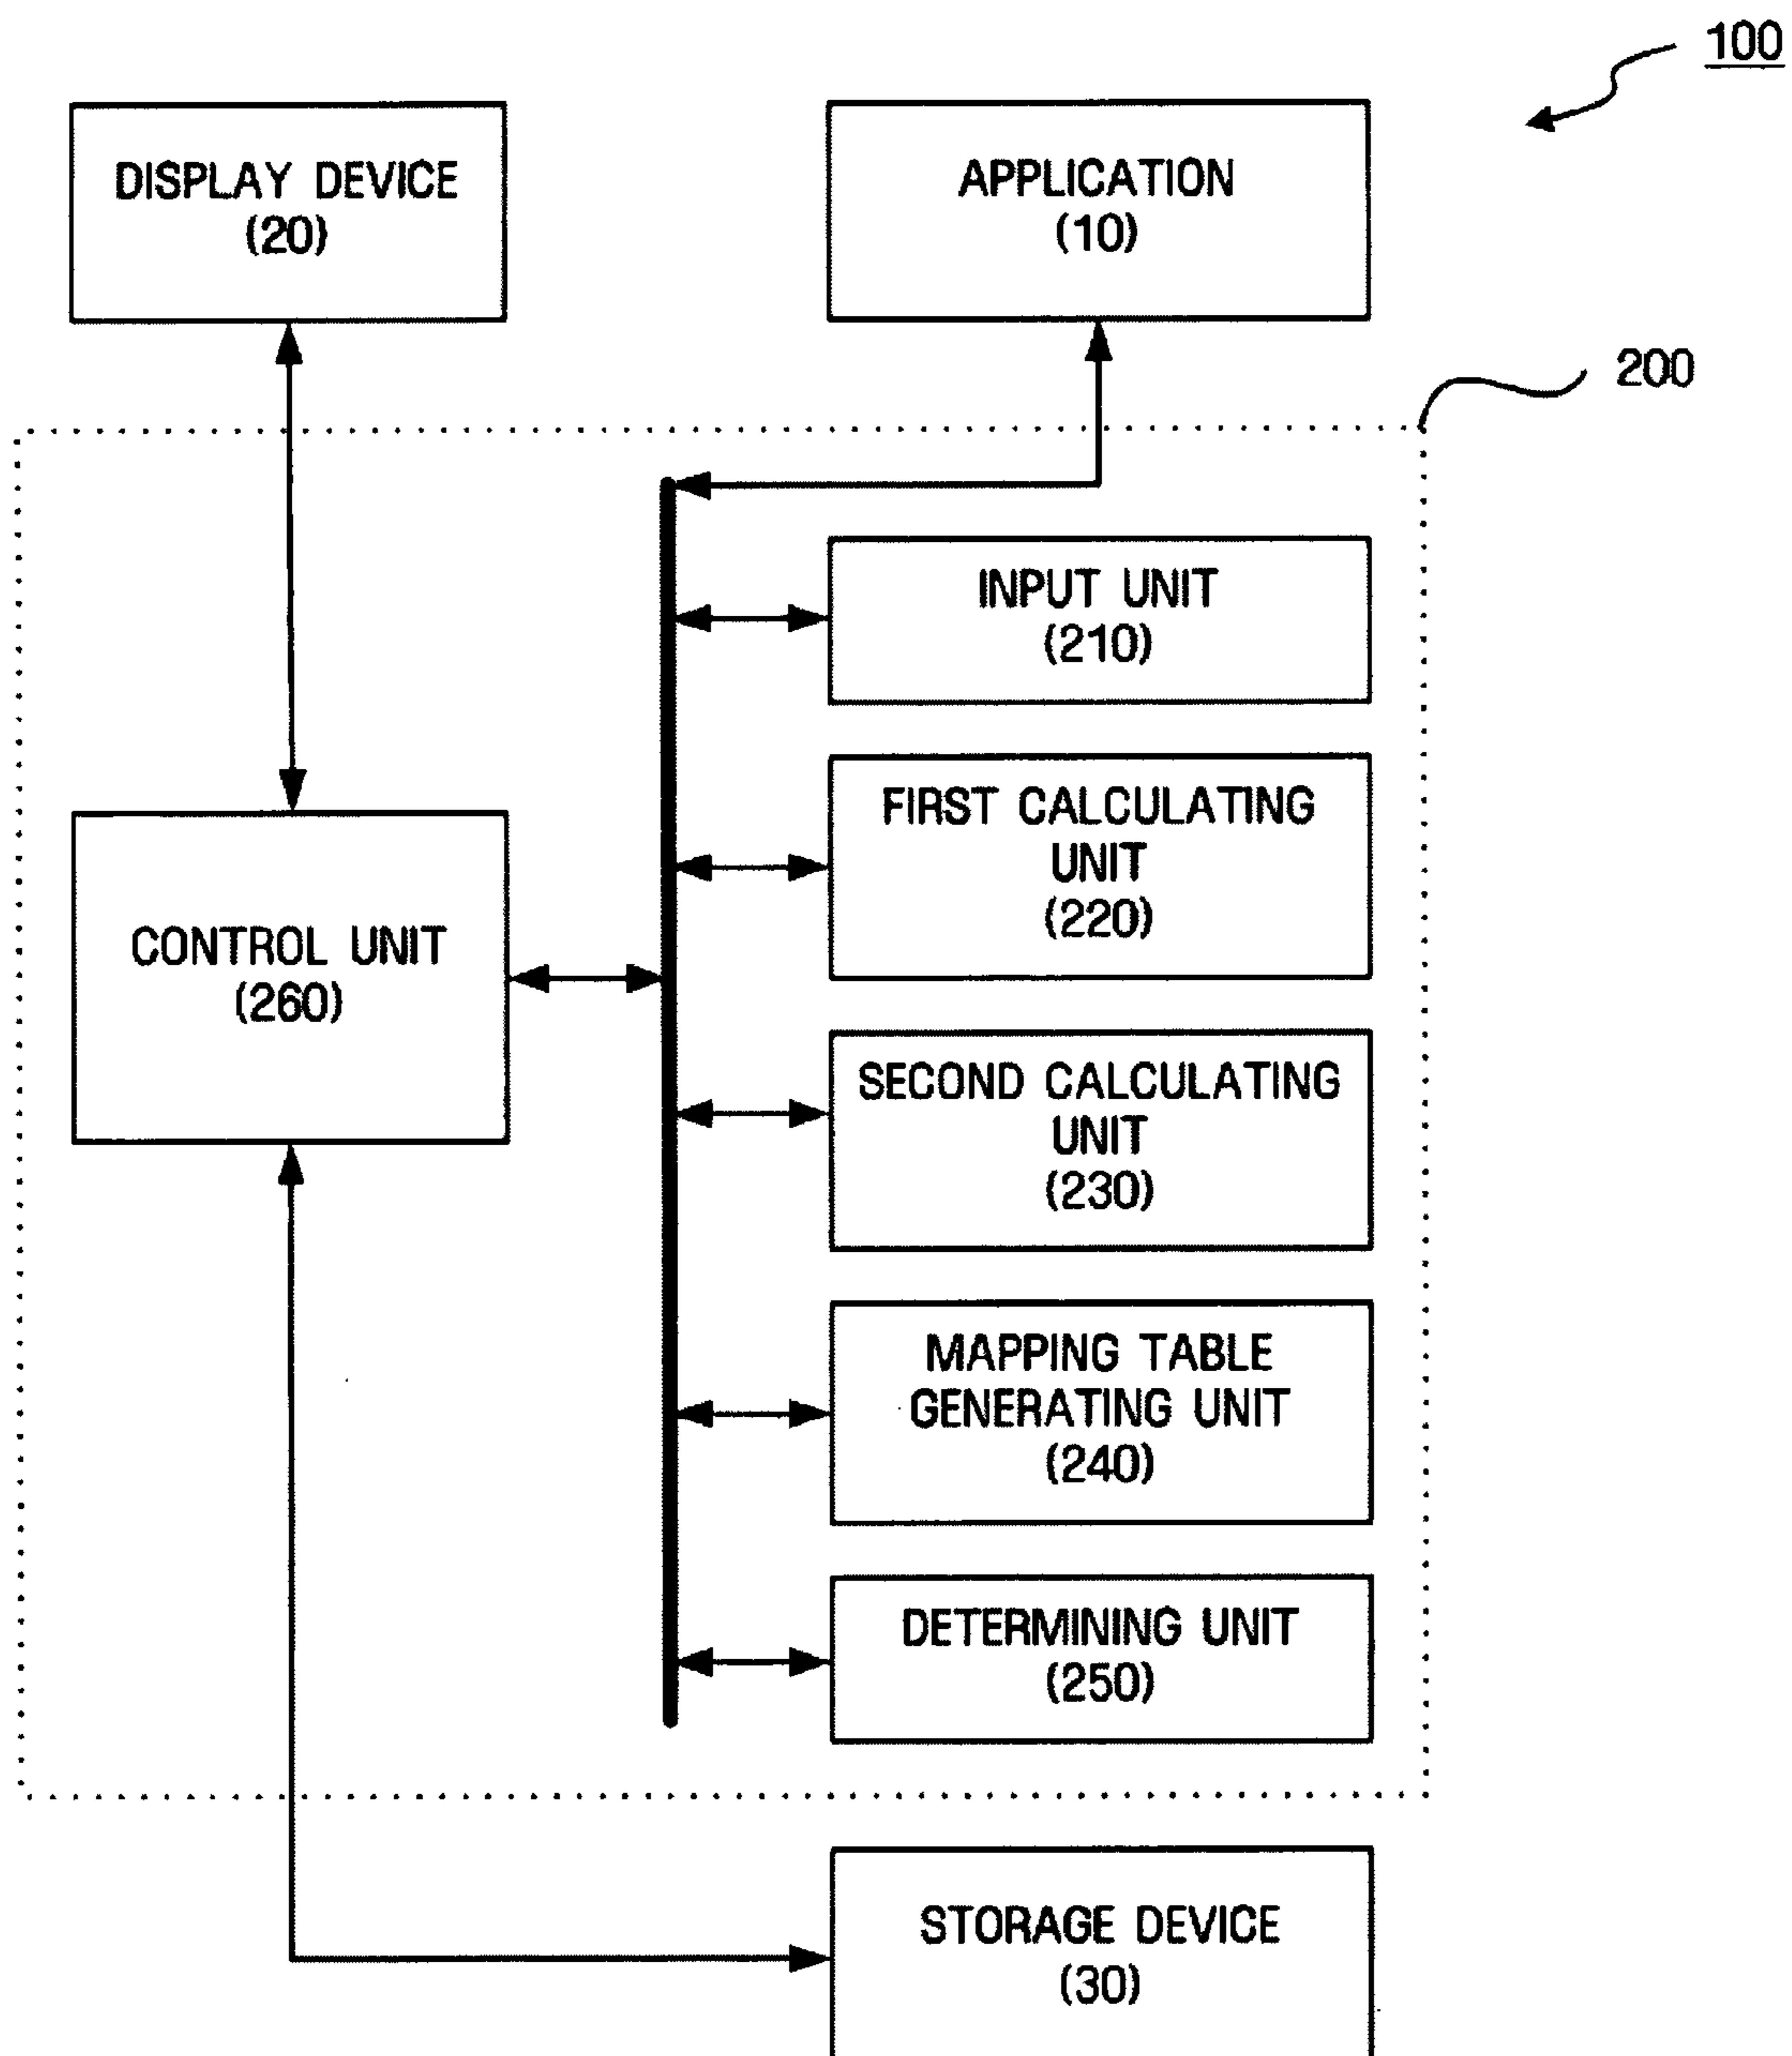 100
DISPLAY DEVICE
(20)
APPLICATION
(10)
200
INPUT UNIT
(210)
FIRST CALCULATING
UNIT
(220)
CONTROL UNIT
(260)
SECOND CALCULATING
UNIT
(230)
MAPPING TABLE
GENERATING UNIT
(240)
DETERMINING UNIT
(250)
STORAGE DEVICE
(30)